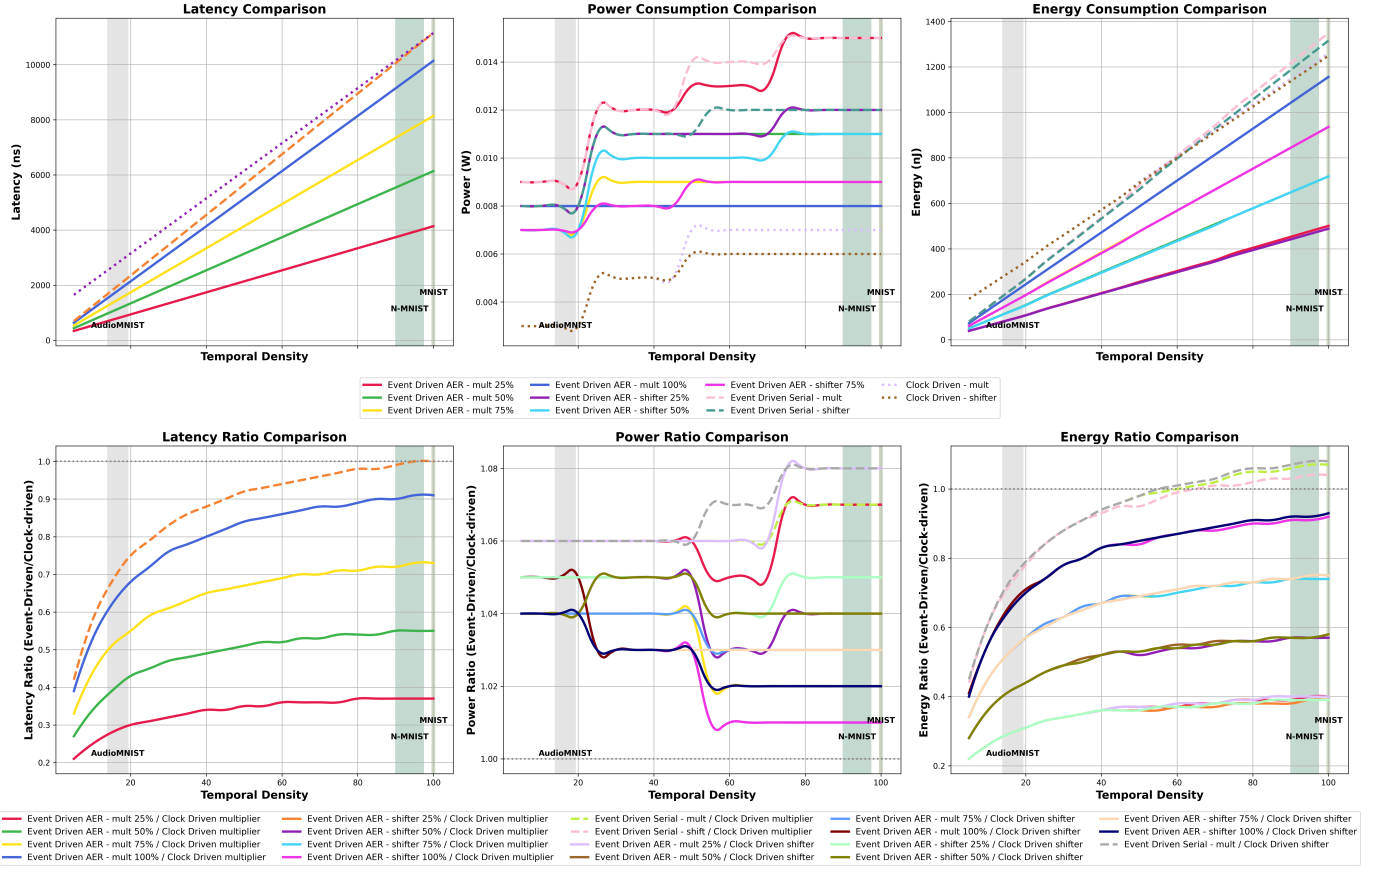 Latency Comparison
Power Consumption Comparison
Energy Consumption Comparison
Latency (ns)
10000
8000
6000
4000
2000
0
AudioMNIST
N-MNIST
MNIST
Temporal Density
Power (W)
0.014
0.012
0.010
0.008
0.006
0.004
AudioMNIST
N-MNIST
MNIST
Temporal Density
Energy (nJ)
1400
1200
1000
800
600
400
200
0
AudioMNIST
N-MNIST
MNIST
Temporal Density
Event Driven AER - mult 25%
Event Driven AER - mult 50%
Event Driven AER - mult 75%
Event Driven AER - mult 100%
Event Driven AER - shifter 25%
Event Driven AER - shifter 50%
Event Driven AER - shifter 75%
Event Driven Serial - mult
Event Driven Serial - shifter
Clock Driven - mult
Clock Driven - shifter
Latency Ratio Comparison
Power Ratio Comparison
Energy Ratio Comparison
Latency Ratio (Event-Driven/Clock-driven)
1.0
0.9
0.8
0.7
0.6
0.5
0.4
0.3
0.2
AudioMNIST
N-MNIST
MNIST
20 40 60 80 100
Temporal Density
Power Ratio (Event-Driven/Clock-driven)
1.08
1.06
1.04
1.02
1.00
AudioMNIST
N-MNIST
MNIST
20 40 60 80 100
Temporal Density
Energy Ratio (Event-Driven/Clock-driven)
1.0
0.8
0.6
0.4
0.2
AudioMNIST
N-MNIST
MNIST
20 40 60 80 100
Temporal Density
Event Driven AER - mult 25% / Clock Driven multiplier
Event Driven AER - mult 50% / Clock Driven multiplier
Event Driven AER - mult 75% / Clock Driven multiplier
Event Driven AER - mult 100% / Clock Driven multiplier
Event Driven AER - shifter 25% / Clock Driven multiplier
Event Driven AER - shifter 50% / Clock Driven multiplier
Event Driven AER - shifter 75% / Clock Driven multiplier
Event Driven AER - shifter 100% / Clock Driven multiplier
Event Driven Serial - mult / Clock Driven multiplier
Event Driven Serial - shift / Clock Driven multiplier
Event Driven AER - mult 25% / Clock Driven shifter
Event Driven AER - mult 50% / Clock Driven shifter
Event Driven AER - mult 75% / Clock Driven shifter
Event Driven AER - mult 100% / Clock Driven shifter
Event Driven AER - shifter 25% / Clock Driven shifter
Event Driven AER - shifter 50% / Clock Driven shifter
Event Driven AER - shifter 75% / Clock Driven shifter
Event Driven AER - shifter 100% / Clock Driven shifter
Event Driven Serial - mult / Clock Driven shifter